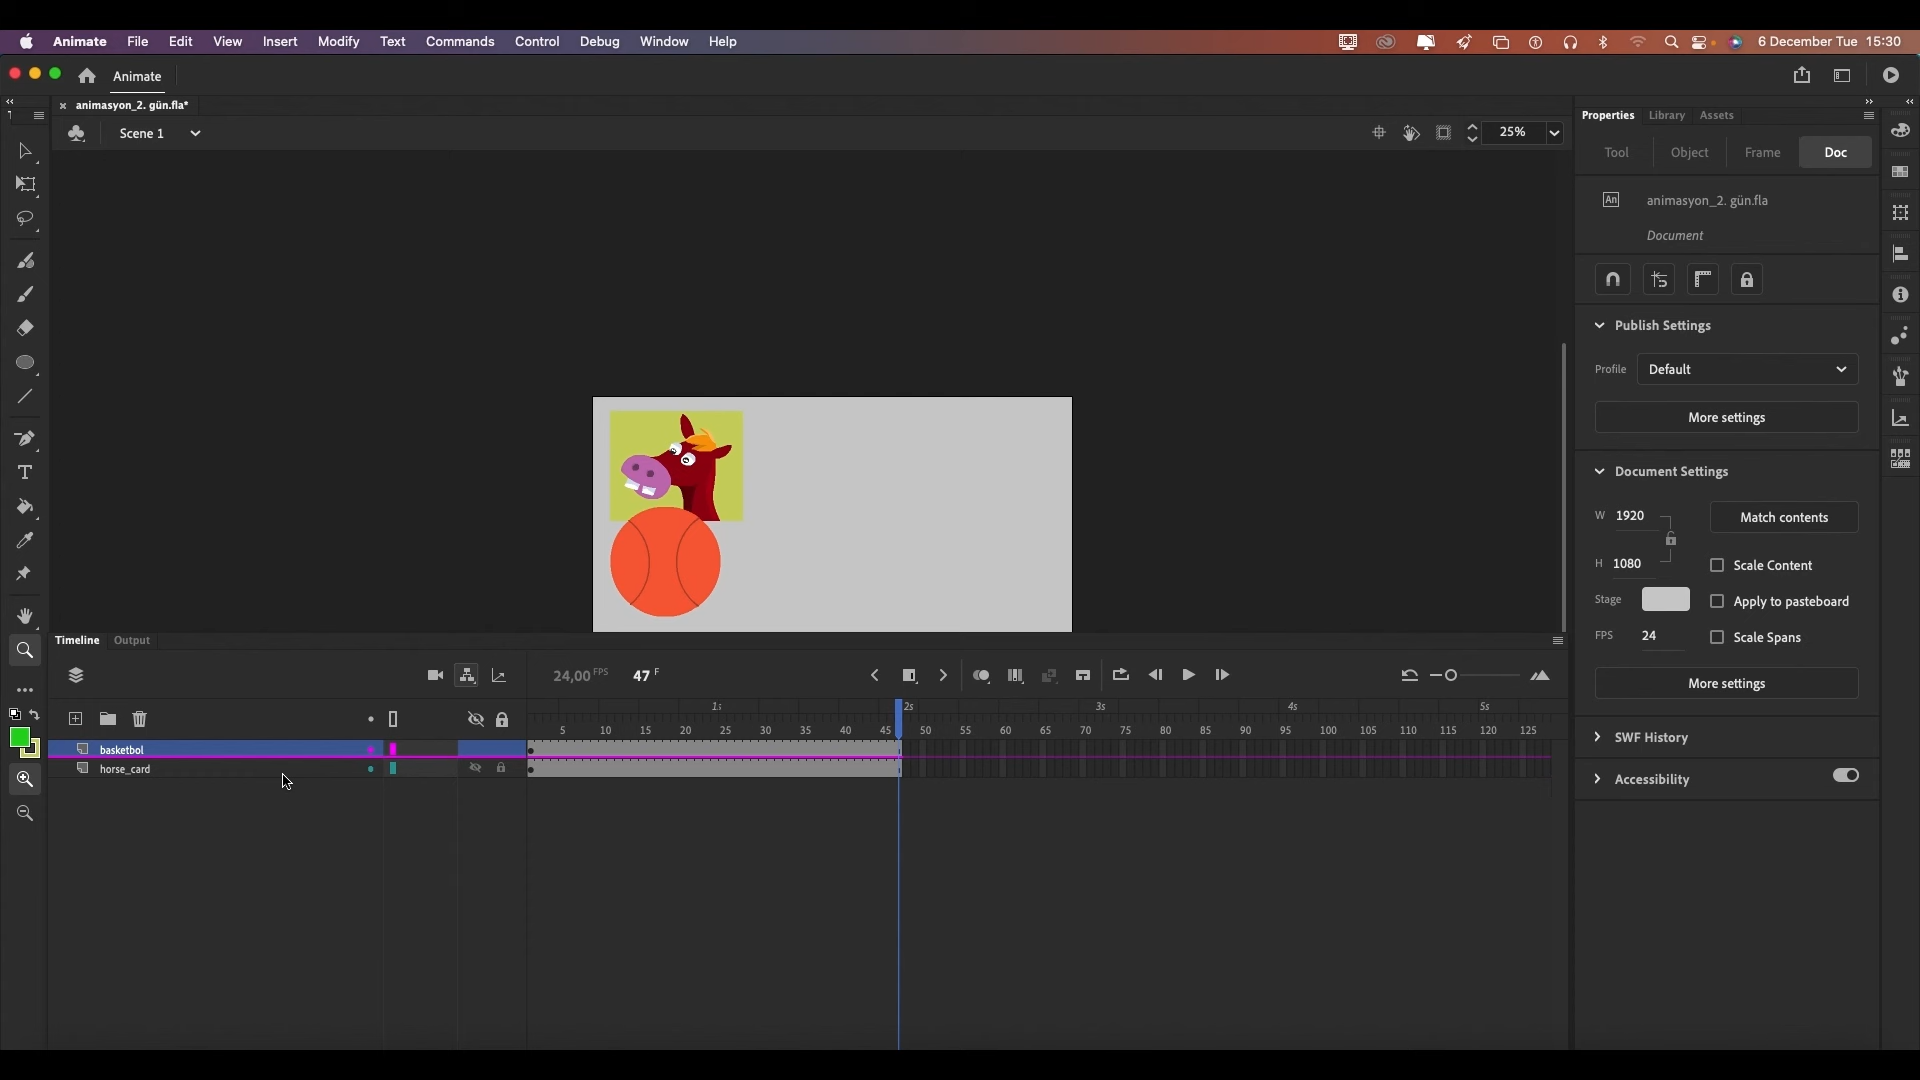 Animate File Edit View Insert Modify Text Commands Control Debug Window Help 6 December Tue 15:30
Animate
animasyon_2. gün.fla*
Scene 1 25%
Properties Library Assets
Tool Object Frame Doc
An animasyon_2. gün.fla
Document
Publish Settings
Profile Default
More settings
Document Settings
W 1920 Match contents
H 1080 Scale Content
Stage Apply to pasteboard
FPS 24 Scale Spans
More settings
SWF History
Accessibility
Timeline Output
24,00 FPS 47 F
1s 2s 3s 4s 5s
5 10 15 20 25 30 35 40 45 50 55 60 65 70 75 80 85 90 95 100 105 110 115 120 125
basketbol
horse_card